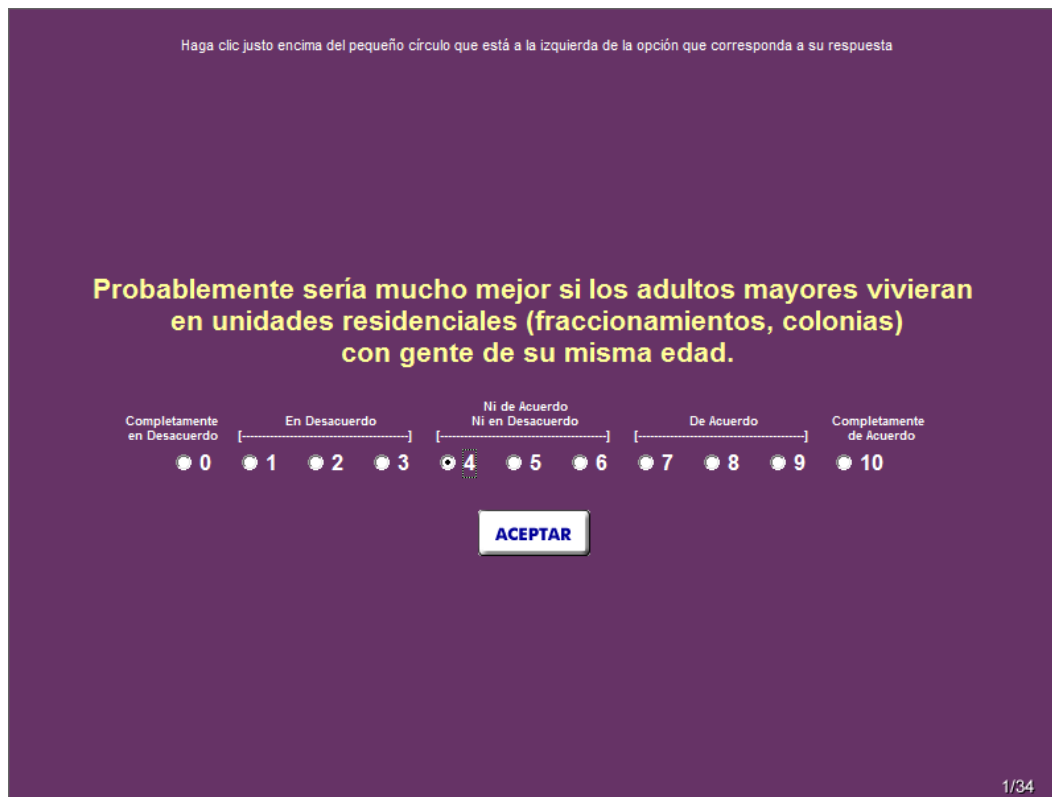 Haga clic justo encima del pequeño círculo que está a la izquierda de la opción que corresponda a su respuesta
Probablemente sería mucho mejor si los adultos mayores vivieran
en unidades residenciales (fraccionamientos, colonias)
con gente de su misma edad.
Completamente
en Desacuerdo
En Desacuerdo
Ni de Acuerdo
Ni en Desacuerdo
De Acuerdo
Completamente
de Acuerdo
0 1 2 3 4 5 6 7 8 9 10
ACEPTAR
1/34